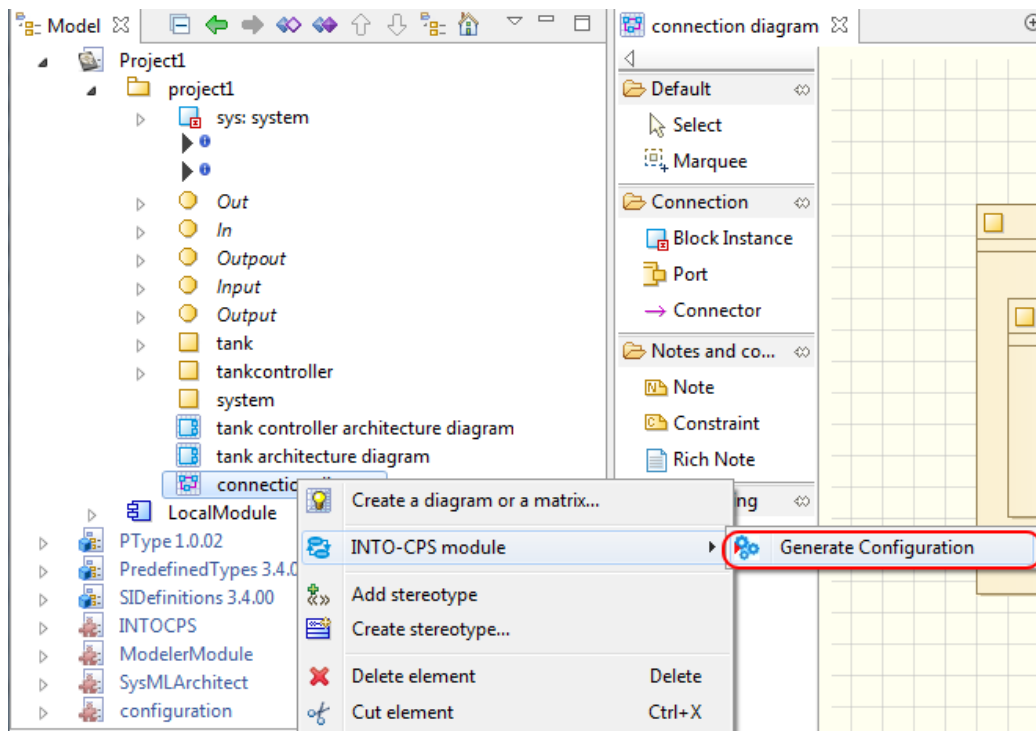 Model
Project1
project1
sys: system
Out
In
Outpout
Input
Output
tank
tankcontroller
system
tank controller architecture diagram
tank architecture diagram
LocalModule
PType 1.0.02
PredefinedTypes 3.4.0
SIDefinitions 3.4.00
INTOCPS
ModelerModule
SysMLArchitect
configuration
Create a diagram or a matrix...
INTO-CPS module
Generate Configuration
Add stereotype
Create stereotype...
Delete element Delete
Cut element Ctrl+X
connection diagram
Default
Select
Marquee
Connection
Block Instance
Port
Connector
Notes and co...
Note
Constraint
Rich Note